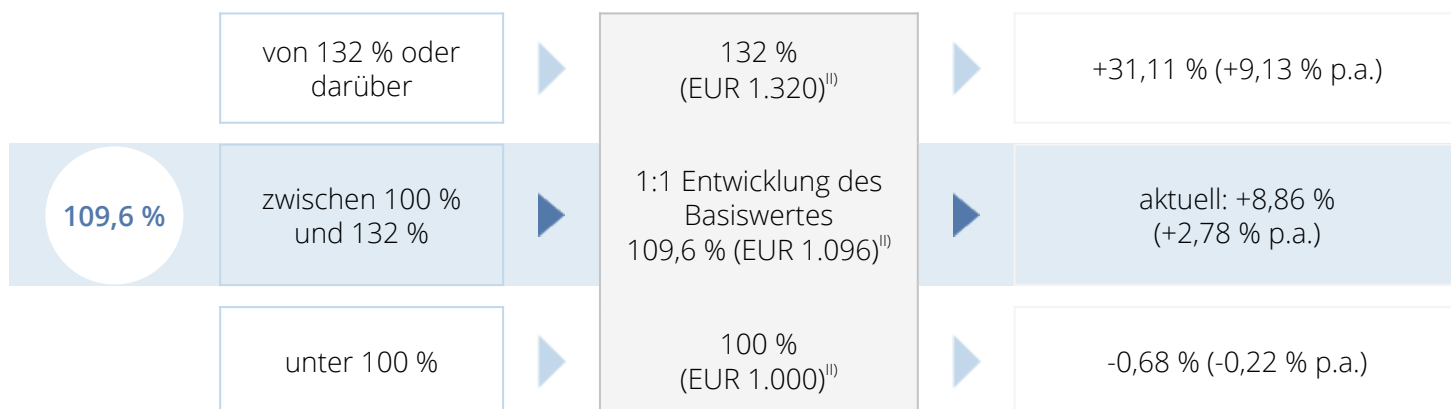 von 132 % oder
darüber
132 %
(EUR 1.320)II)
+31,11 % (+9,13 % p.a.)
109,6 %
zwischen 100 %
und 132 %
1:1 Entwicklung des
Basiswertes
109,6 % (EUR 1.096)II)
aktuell: +8,86 %
(+2,78 % p.a.)
unter 100 %
100 %
(EUR 1.000)II)
-0,68 % (-0,22 % p.a.)